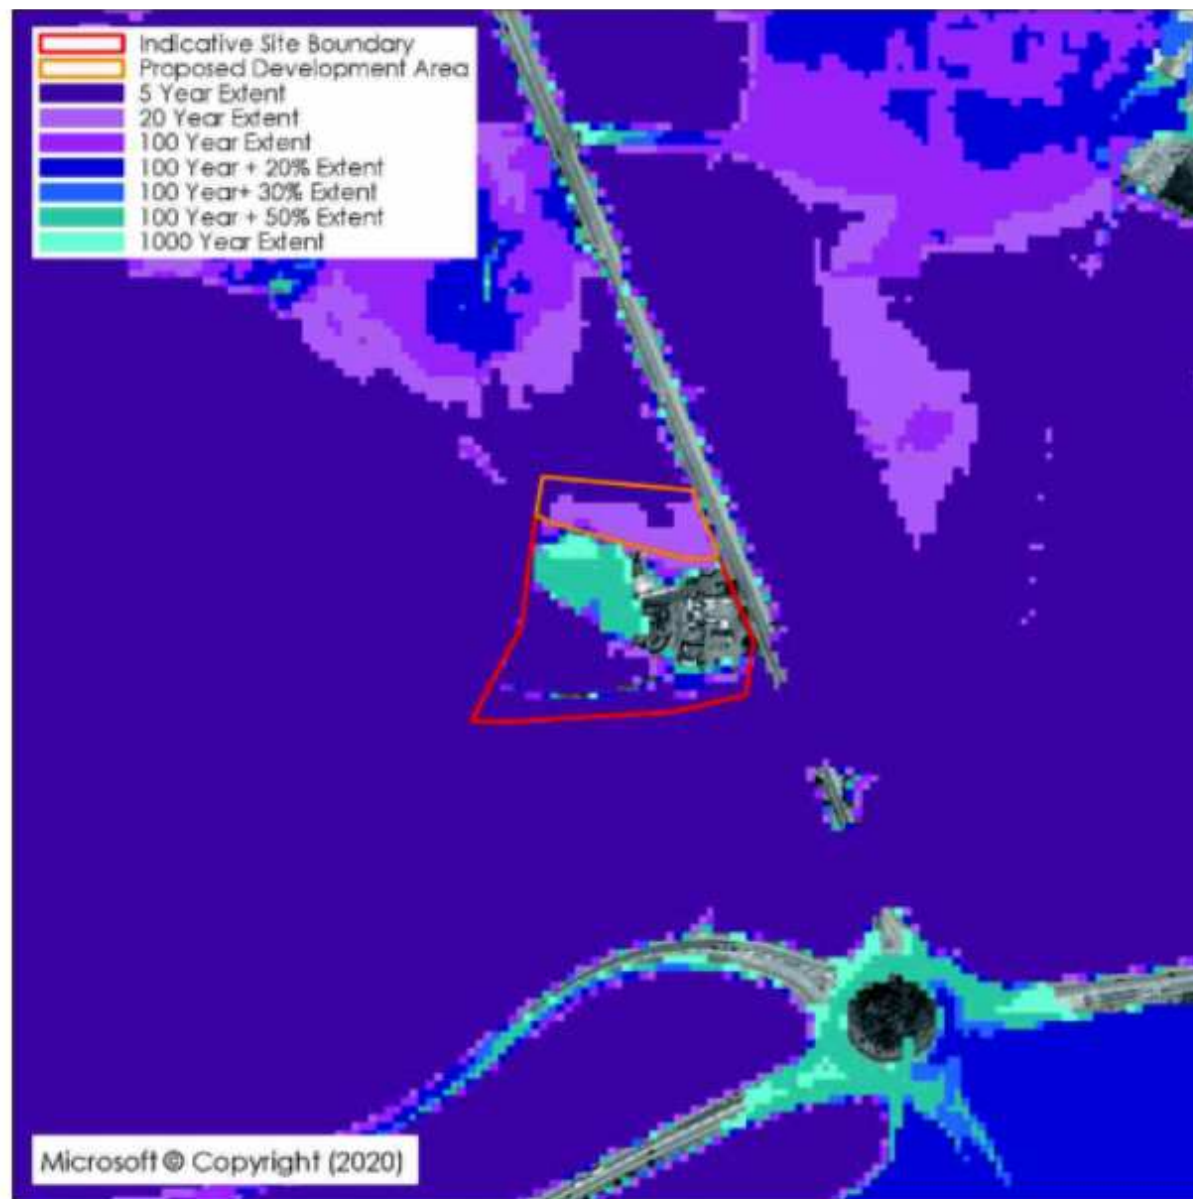 Indicative Site Boundary
Proposed Development Area
5 Year Extent
20 Year Extent
100 Year Extent
100 Year + 20% Extent
100 Year+ 30% Extent
100 Year + 50% Extent
1000 Year Extent
Microsoft © Copyright (2020)